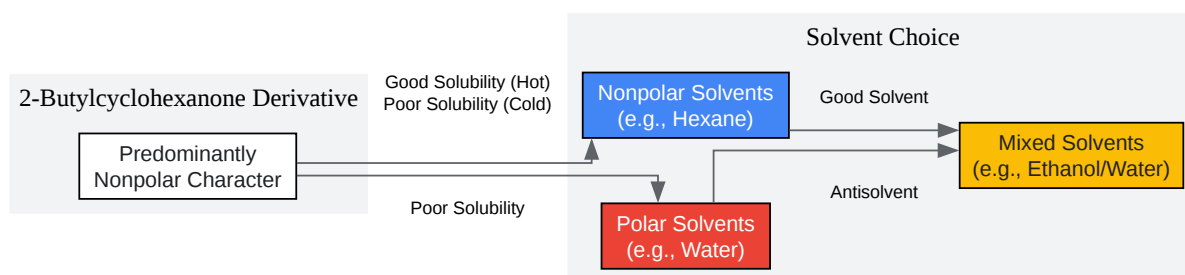 Solvent Choice
2-Butylcyclohexanone Derivative
Predominantly
Nonpolar Character
Good Solubility (Hot)
Poor Solubility (Cold)
Poor Solubility
Nonpolar Solvents
(e.g., Hexane)
Polar Solvents
(e.g., Water)
Good Solvent
Antisolvent
Mixed Solvents
(e.g., Ethanol/Water)